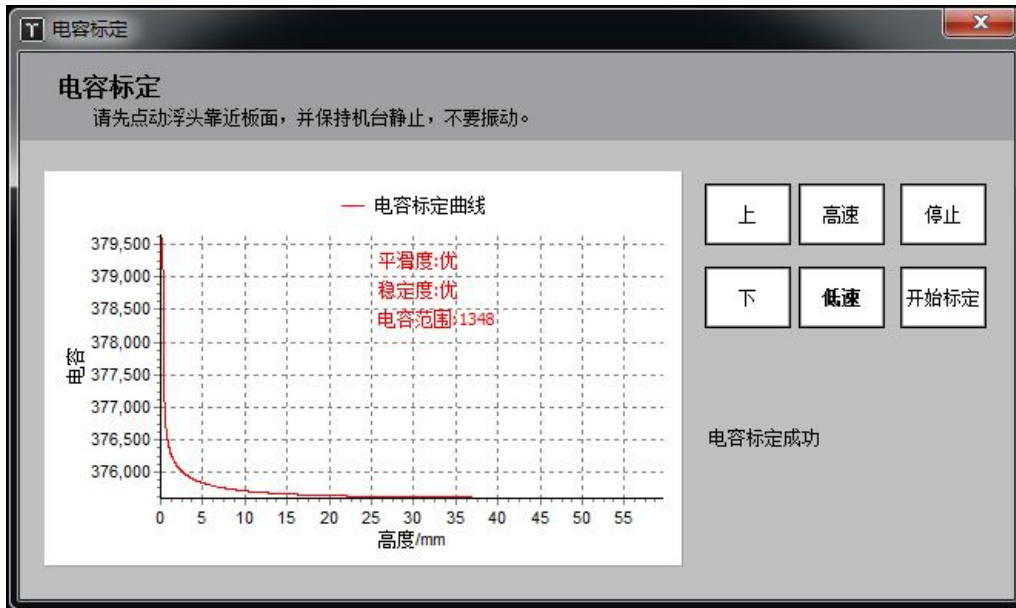 电容标定
电容标定
请先点动浮头靠近板面，并保持机台静止，不要振动。
电容标定曲线
平滑度:优
稳定度:优
电容范围:1348
379,500
379,000
378,500
378,000
377,500
377,000
376,500
376,000
电容
0 5 10 15 20 25 30 35 40 45 50 55
高度/mm
上 高速 停止
下 低速 开始标定
电容标定成功